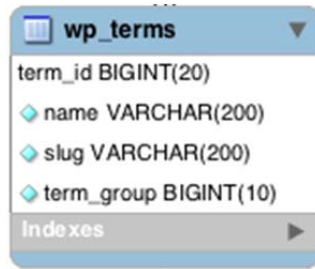 wp_terms
term_id BIGINT(20)
name VARCHAR(200)
slug VARCHAR(200)
term_group BIGINT(10)
Indexes